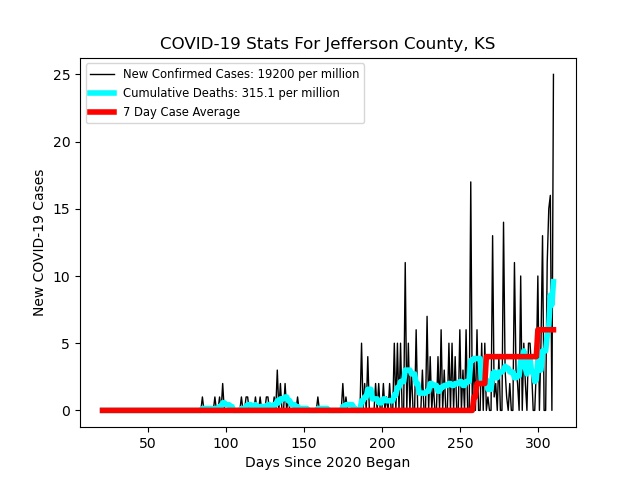 COVID-19 Stats For Jefferson County, KS
New Confirmed Cases: 19200 per million
Cumulative Deaths: 315.1 per million
7 Day Case Average
New COVID-19 Cases
25
20
15
10
5
0
50 100 150 200 250 300
Days Since 2020 Began